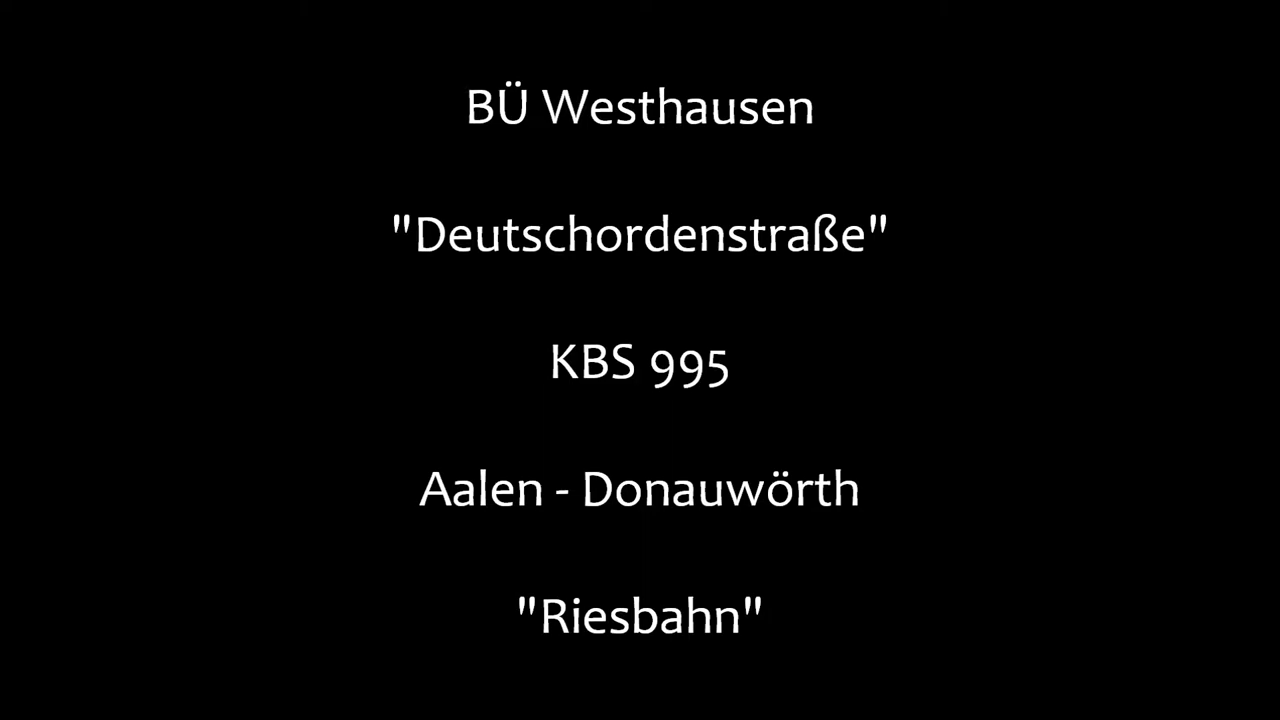 BÜ Westhausen
"Deutschordenstraße"
KBS 995
Aalen - Donauwörth
"Riesbahn"